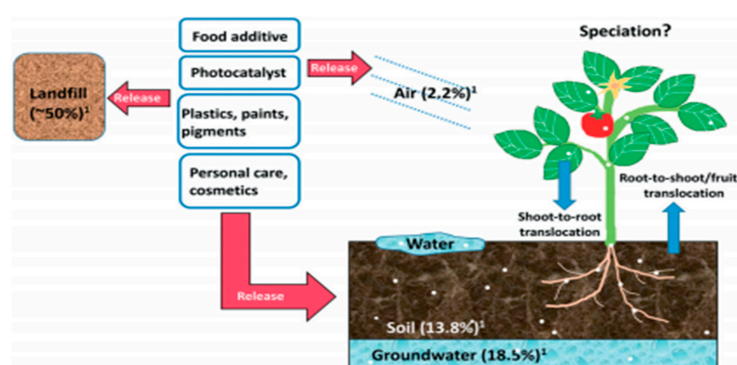 Speciation?
Food additive
Photocatalyst
Release
Air (2.2%)¹
Landfill
(~50%)¹
Release
Plastics, paints,
pigments
Personal care,
cosmetics
Root-to-shoot/fruit
translocation
Shoot-to-root
translocation
Water
Release
Soil (13.8%)¹
Groundwater (18.5%)¹